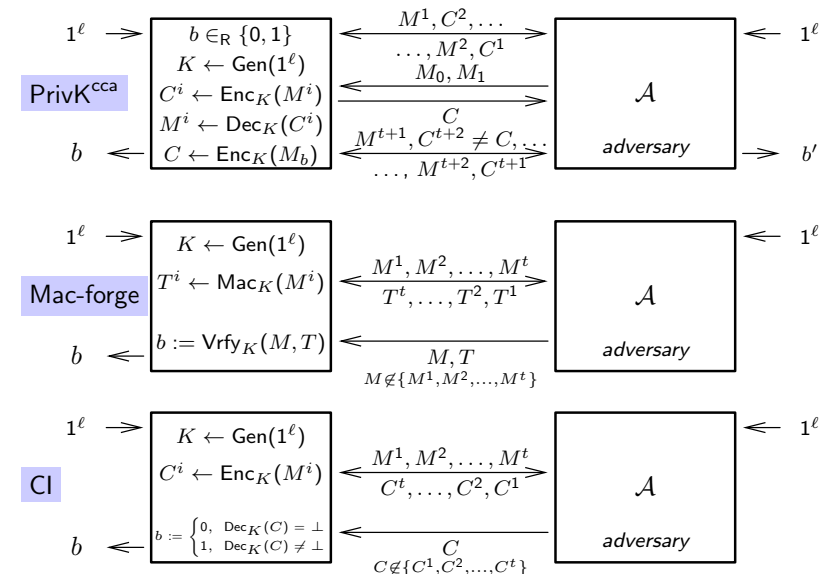 1^ℓ → b ∈_R {0, 1} M^1, C^2, . . . 1^ℓ
. . . , M^2, C^1
K ← Gen(1^ℓ)
M_0, M_1
PrivK^cca C^i ← Enc_K(M^i) 𝒜
C
M^i ← Dec_K(C^i)
M^{t+1}, C^{t+2} ≠ C, . . .
b C ← Enc_K(M_b) adversary b′
. . . , M^{t+2}, C^{t+1}
1^ℓ K ← Gen(1^ℓ) 1^ℓ
Mac-forge T^i ← Mac_K(M^i) M^1, M^2, . . . , M^t 𝒜
T^t, . . . , T^2, T^1
b b := Vrfy_K(M, T) M, T adversary
M∉{M^1,M^2,...,M^t}
1^ℓ K ← Gen(1^ℓ) 1^ℓ
CI C^i ← Enc_K(M^i) M^1, M^2, . . . , M^t 𝒜
C^t, . . . , C^2, C^1
b b := { 0, Dec_K(C) = ⊥
1, Dec_K(C) ≠ ⊥ C adversary
C∉{C^1,C^2,...,C^t}